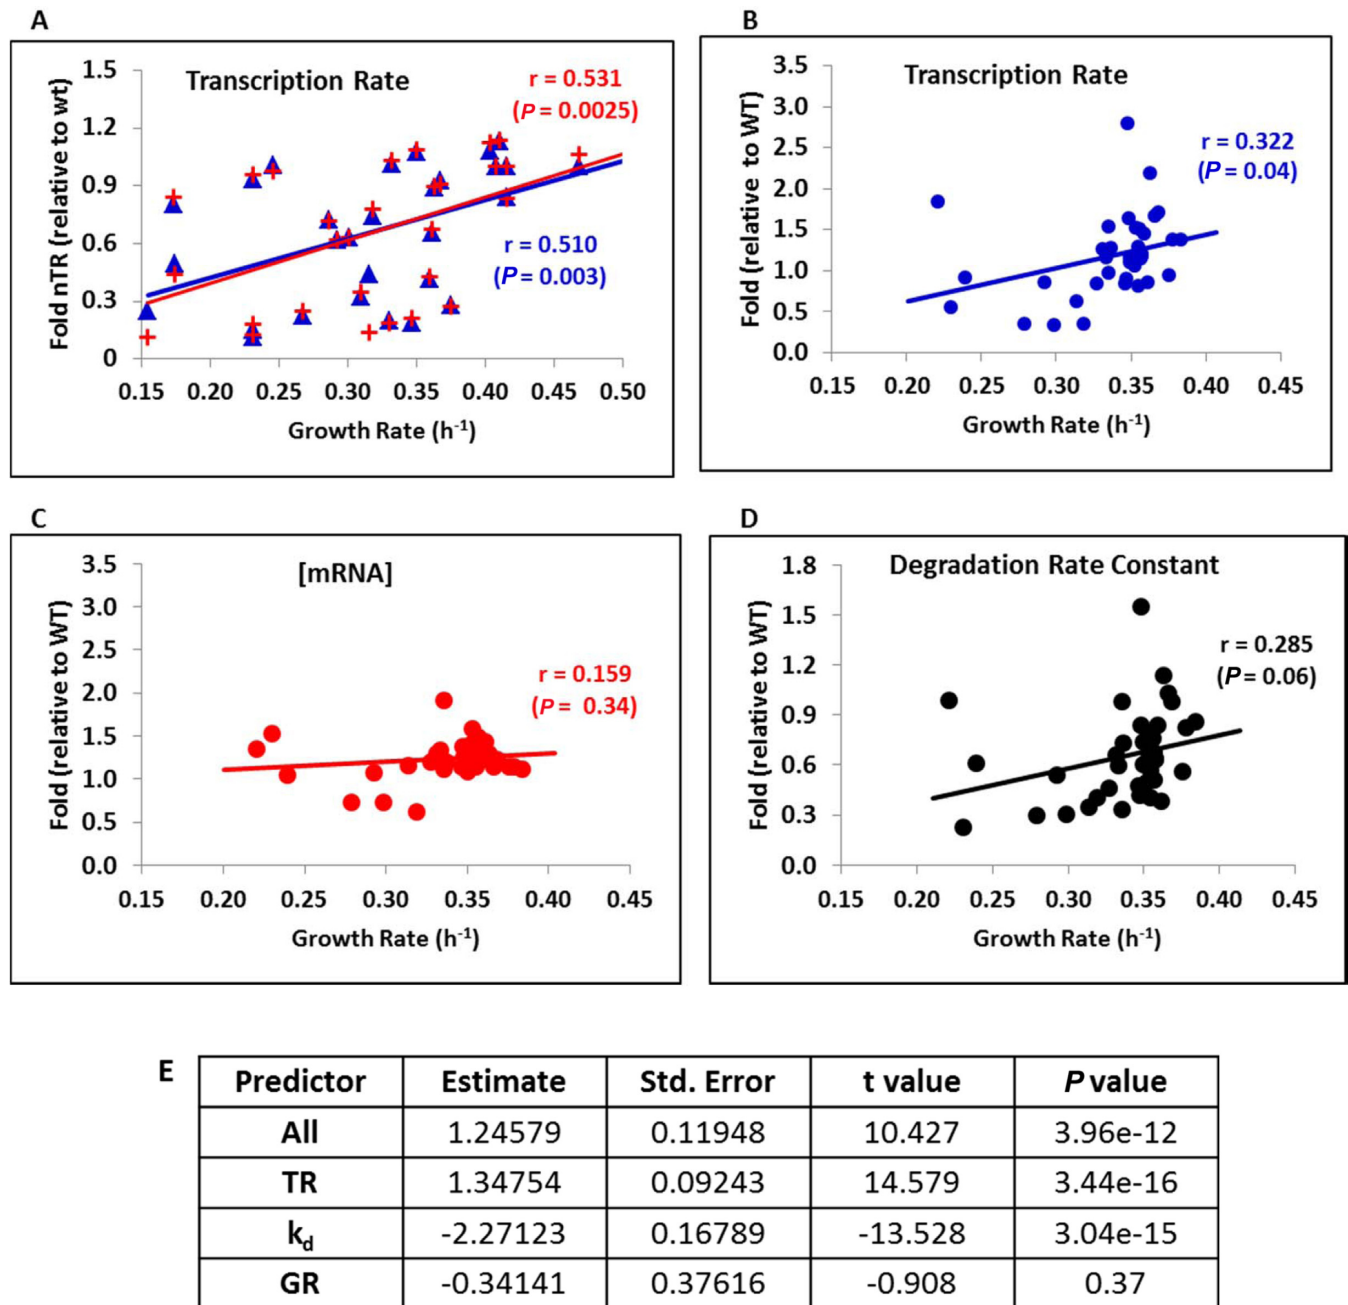 A
Transcription Rate
r = 0.531
(P = 0.0025)
r = 0.510
(P = 0.003)
Fold nTR (relative to wt)
1.5
1.2
0.9
0.6
0.3
0
0.15 0.20 0.25 0.30 0.35 0.40 0.45 0.50
Growth Rate (h-1)
B
Transcription Rate
r = 0.322
(P = 0.04)
Fold (relative to WT)
3.5
3.0
2.5
2.0
1.5
1.0
0.5
0.0
0.15 0.20 0.25 0.30 0.35 0.40 0.45
Growth Rate (h-1)
C
[mRNA]
r = 0.159
(P = 0.34)
Fold (relative to WT)
3.5
3.0
2.5
2.0
1.5
1.0
0.5
0.0
0.15 0.20 0.25 0.30 0.35 0.40 0.45
Growth Rate (h-1)
D
Degradation Rate Constant
r = 0.285
(P = 0.06)
Fold (relative to WT)
1.8
1.5
1.2
0.9
0.6
0.3
0.0
0.15 0.20 0.25 0.30 0.35 0.40 0.45
Growth Rate (h-1)
E
Predictor Estimate Std. Error t value P value
All 1.24579 0.11948 10.427 3.96e-12
TR 1.34754 0.09243 14.579 3.44e-16
kd -2.27123 0.16789 -13.528 3.04e-15
GR -0.34141 0.37616 -0.908 0.37